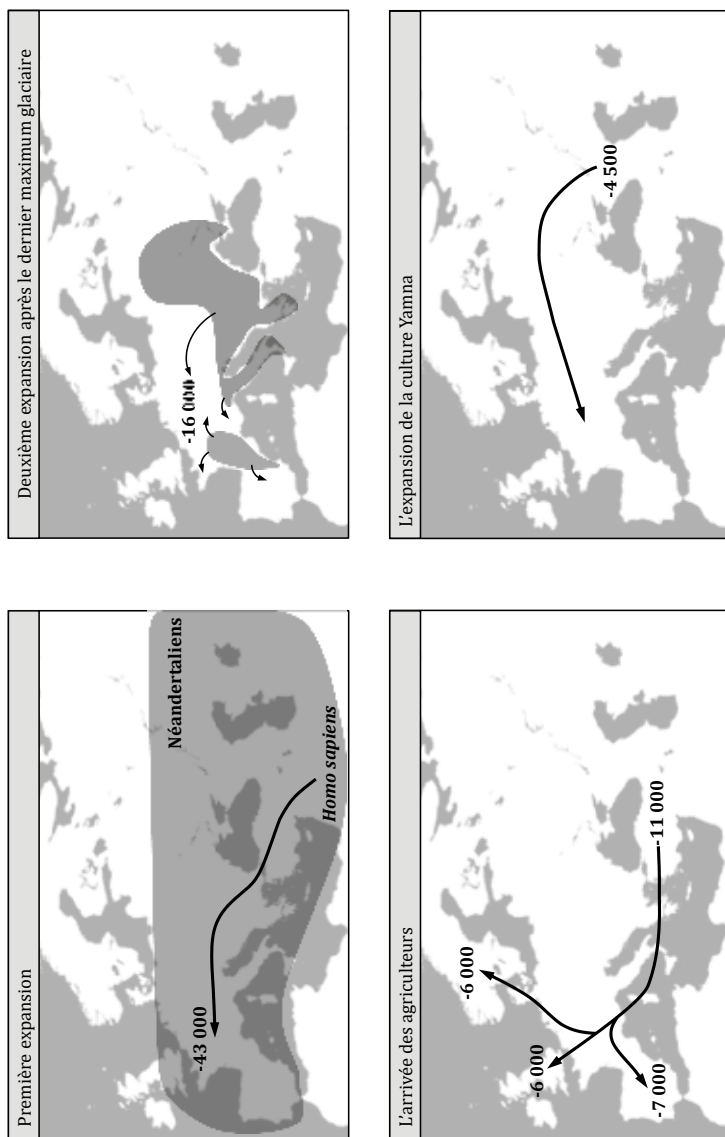 Première expansion
Néandertaliens
Homo sapiens
-43 000
Deuxième expansion après le dernier maximum glaciaire
-16 000
L'arrivée des agriculteurs
-6 000
-6 000
-7 000
-11 000
L'expansion de la culture Yamna
-4 500